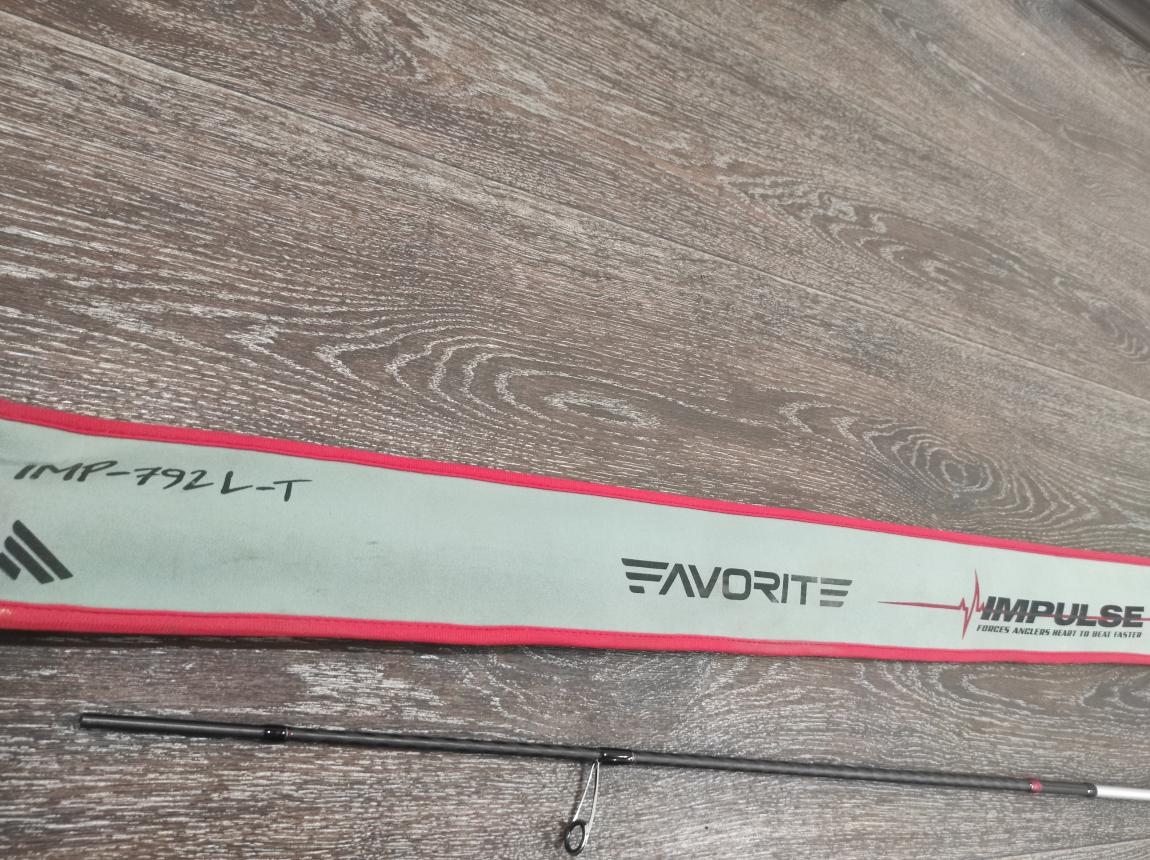 IMP-792L-T
FAVORITE
IMPULSE
FORCES ANGLERS HEART TO BEAT FASTER